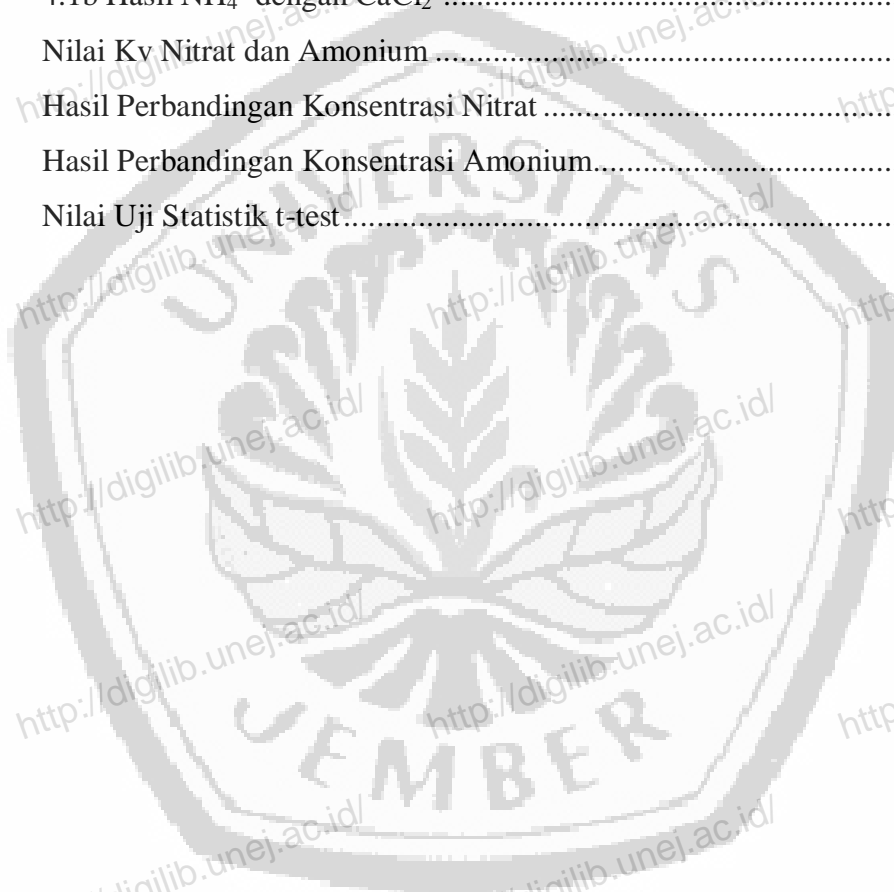 4.1b Hasil NH₄⁺ dengan CaCl₂ ..........................................................
Nilai Kv Nitrat dan Amonium ..........................................................
Hasil Perbandingan Konsentrasi Nitrat ..........................................
Hasil Perbandingan Konsentrasi Amonium....................................
Nilai Uji Statistik t-test...................................................................
UNIVERSITAS
JEMBER
http://digilib.unej.ac.id/
http://digilib.unej.ac.id/
http://digilib.unej.ac.id/
http://digilib.unej.ac.id/
http://digilib.unej.ac.id/
http://digilib.unej.ac.id/
http://digilib.unej.ac.id/
http://digilib.unej.ac.id/